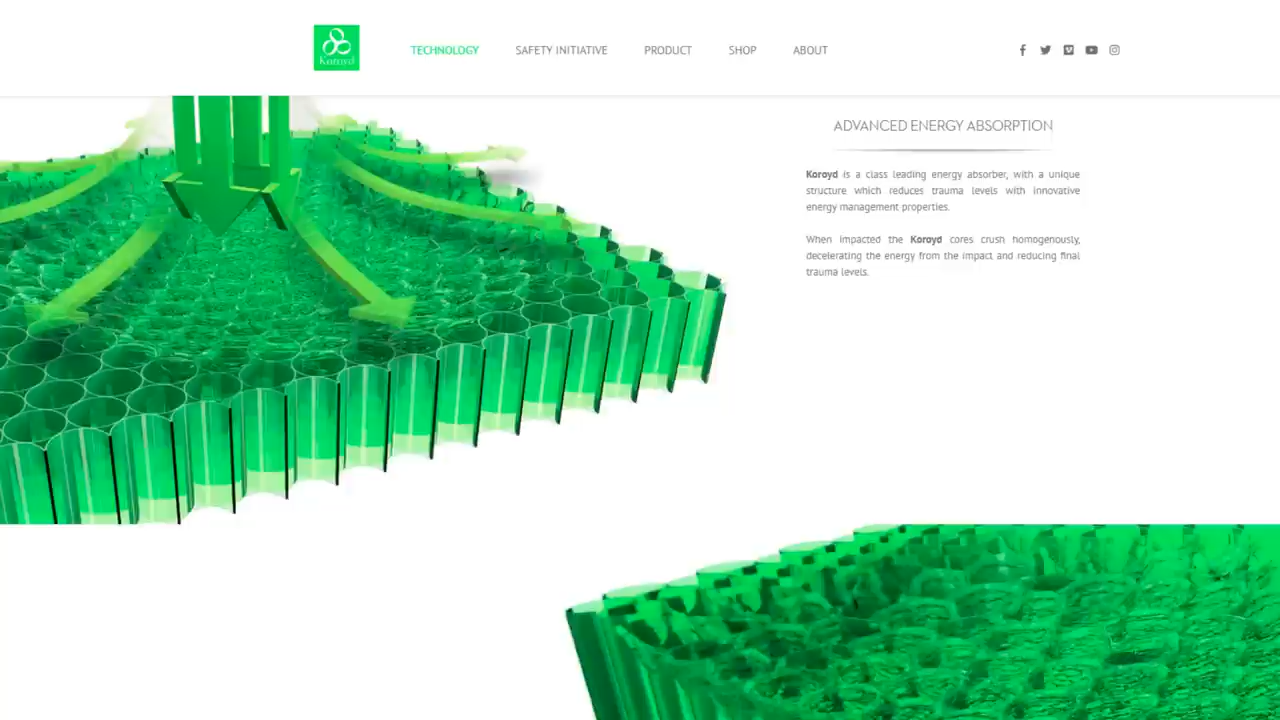 Koroyd
TECHNOLOGY SAFETY INITIATIVE PRODUCT SHOP ABOUT
ADVANCED ENERGY ABSORPTION
Koroyd is a class leading energy absorber, with a unique
structure which reduces trauma levels with innovative
energy management properties.
When impacted the Koroyd cores crush homogenously,
decelerating the energy from the impact and reducing final
trauma levels.